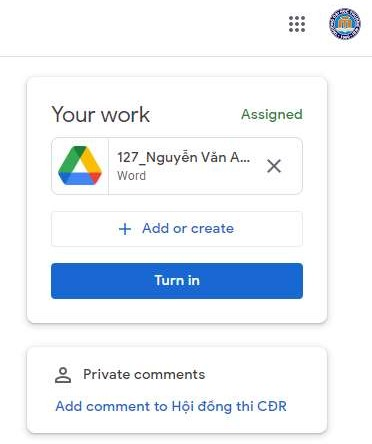 Your work
Assigned
127_Nguyễn Văn A...
Word
+ Add or create
Turn in
Private comments
Add comment to Hội đồng thi CĐR